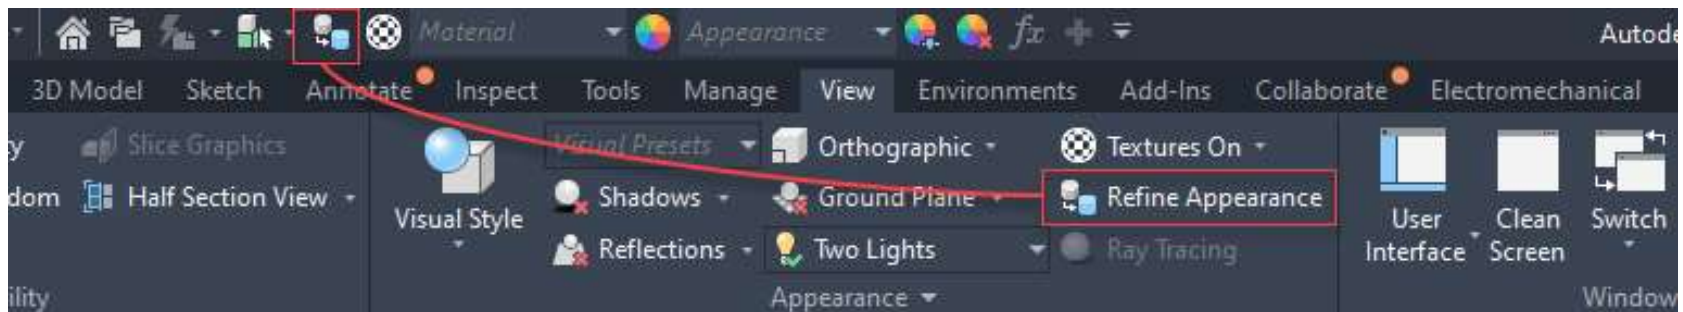 Material Appearance fx Autode
3D Model Sketch Annotate Inspect Tools Manage View Environments Add-Ins Collaborate Electromechanical
ty Slice Graphics Visual Presets Orthographic Textures On
dom Half Section View Shadows Ground Plane Refine Appearance
Visual Style User Interface Clean Screen Switch
Reflections Two Lights Ray Tracing
ility Appearance Window